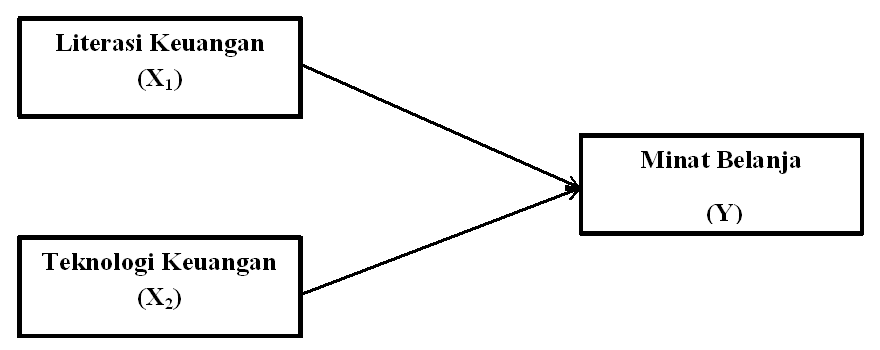 Literasi Keuangan
(X₁)
Minat Belanja
(Y)
Teknologi Keuangan
(X₂)